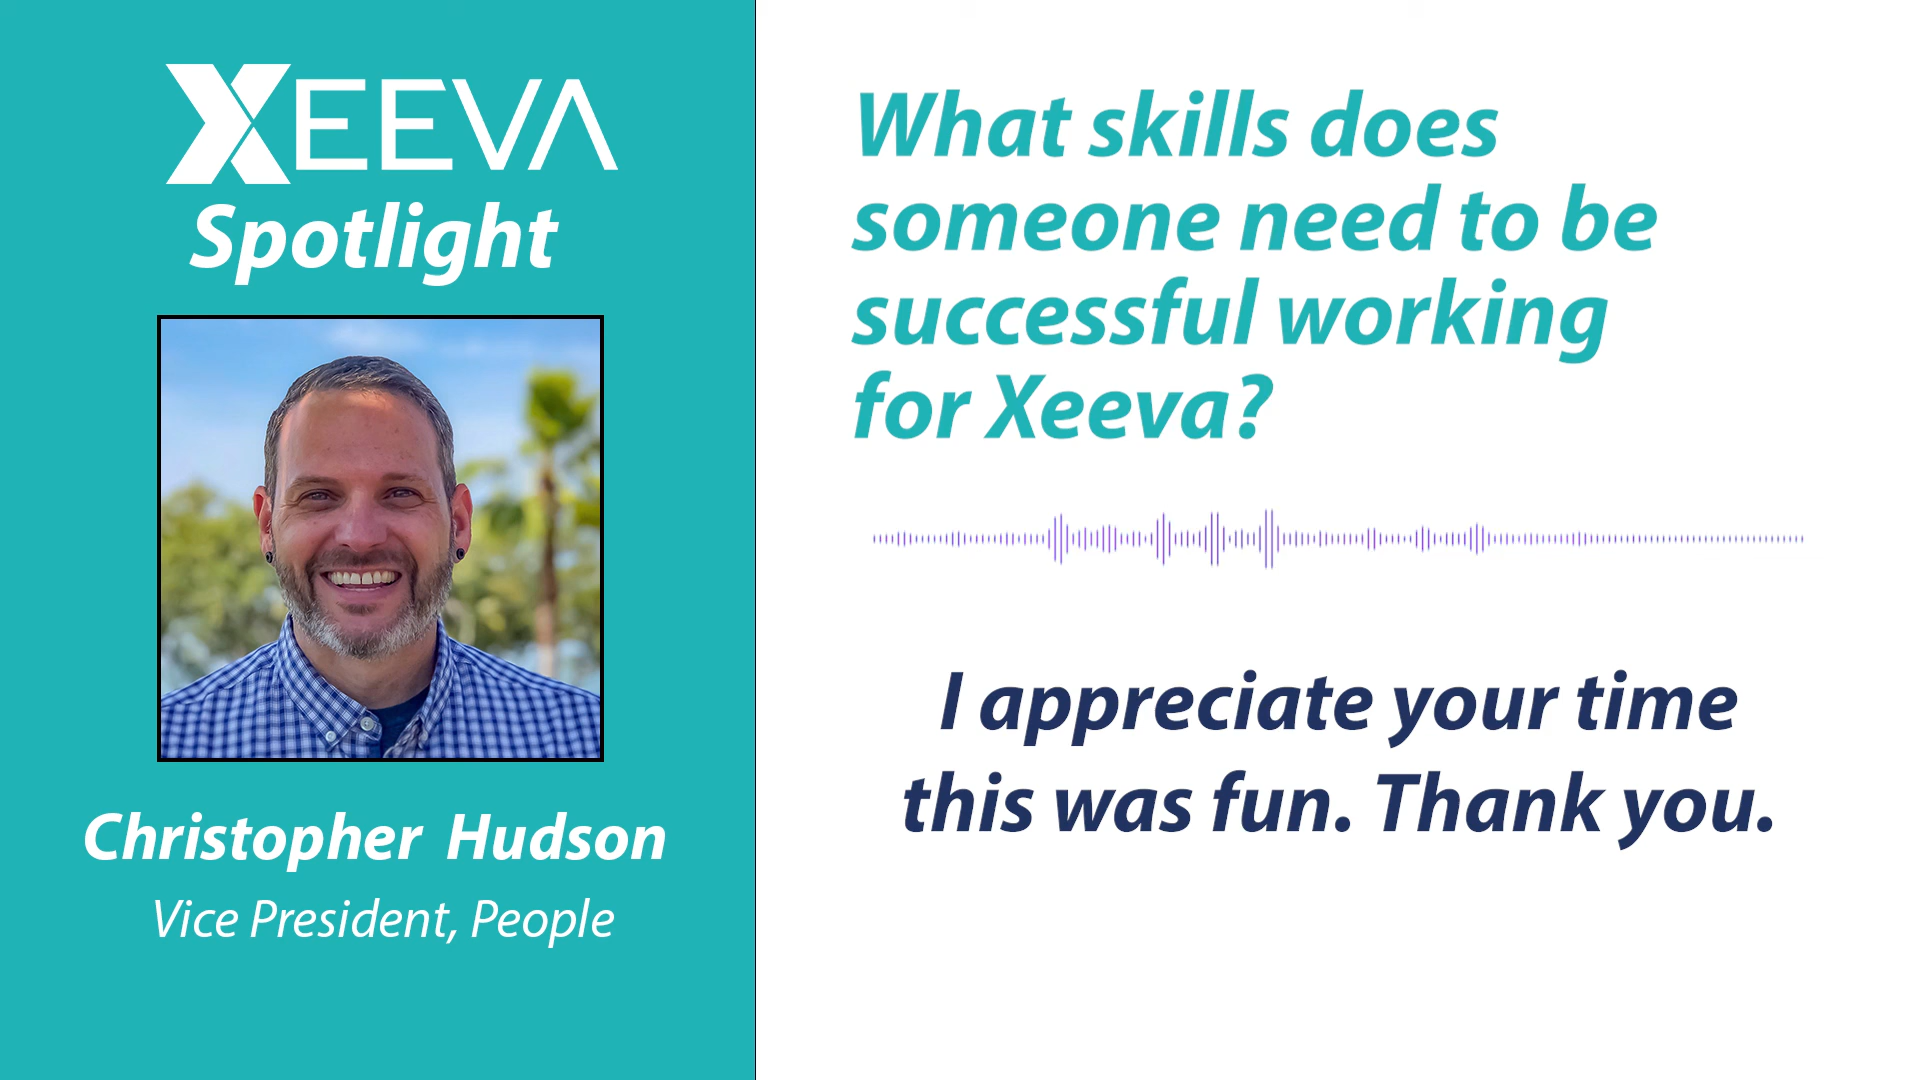 XEEVA
Spotlight
Christopher Hudson
Vice President, People
What skills does
someone need to be
successful working
for Xeeva?
I appreciate your time
this was fun. Thank you.